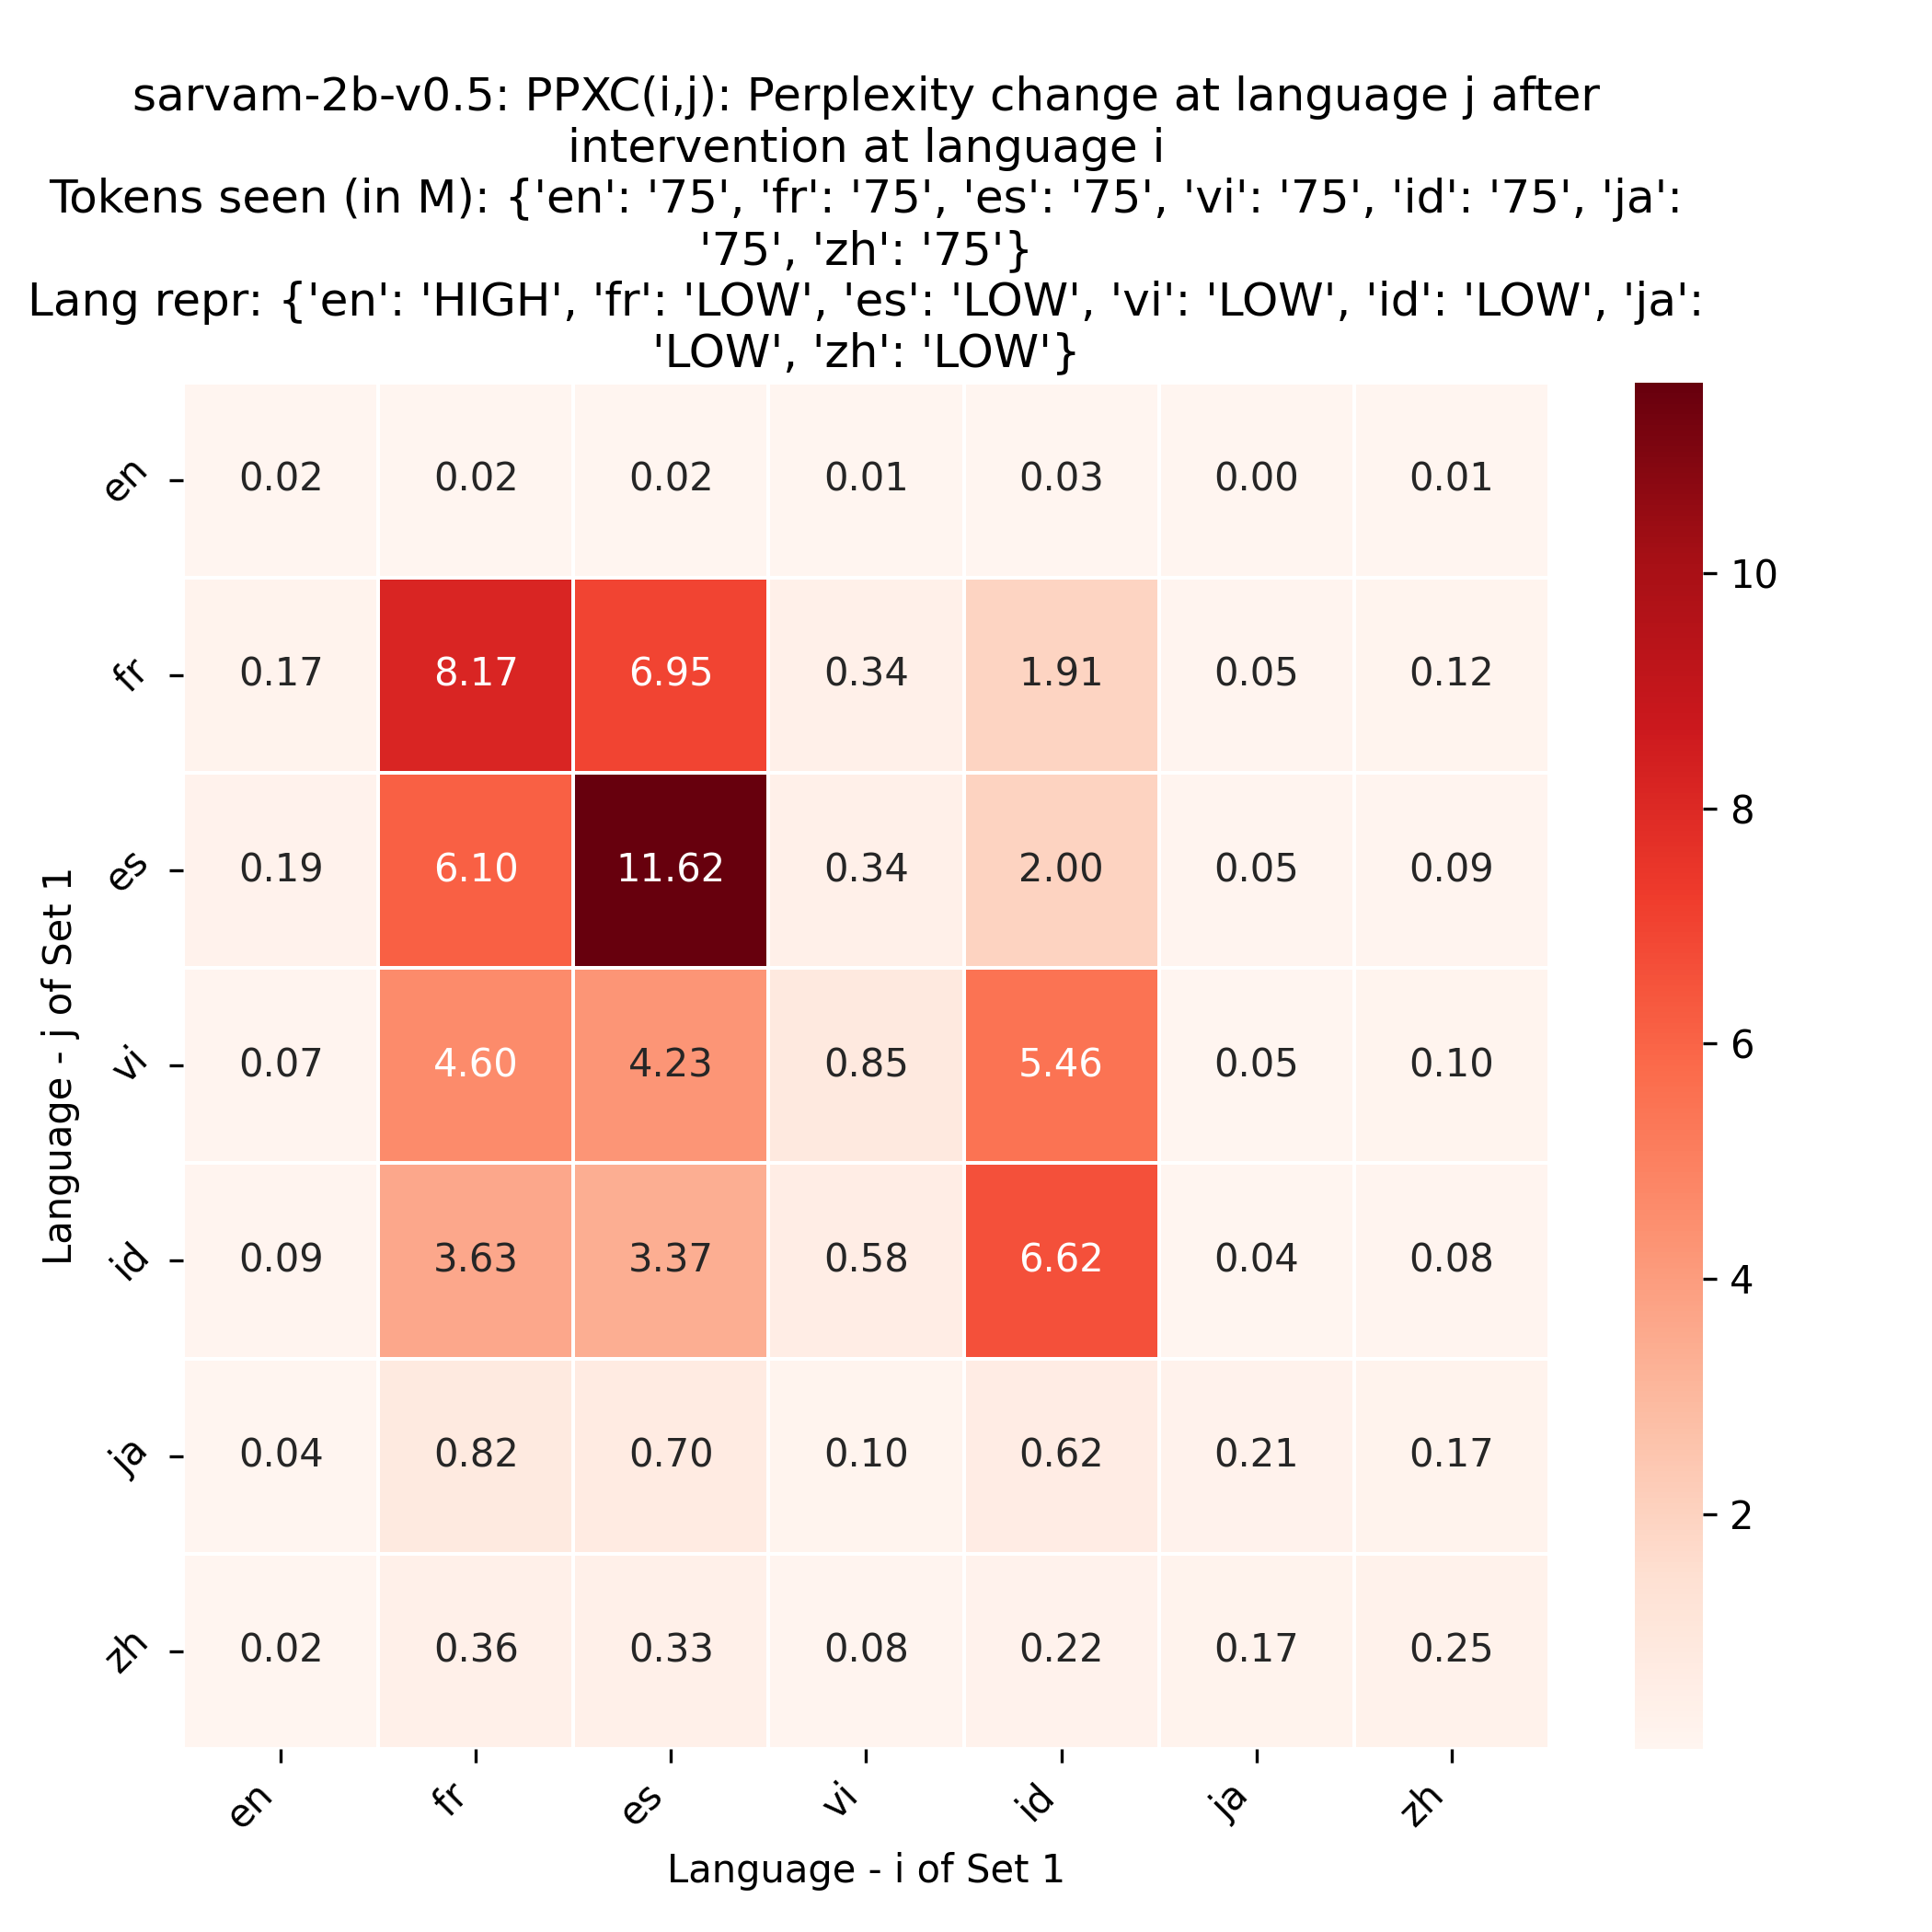 sarvam-2b-v0.5: PPXC(i,j): Perplexity change at language j after
intervention at language i
Tokens seen (in M): {'en': '75', 'fr': '75', 'es': '75', 'vi': '75', 'id': '75', 'ja':
'75', 'zh': '75'}
Lang repr: {'en': 'HIGH', 'fr': 'LOW', 'es': 'LOW', 'vi': 'LOW', 'id': 'LOW', 'ja':
'LOW', 'zh': 'LOW'}
en 0.02 0.02 0.02 0.01 0.03 0.00 0.01
fr 0.17 8.17 6.95 0.34 1.91 0.05 0.12
es 0.19 6.10 11.62 0.34 2.00 0.05 0.09
vi 0.07 4.60 4.23 0.85 5.46 0.05 0.10
id 0.09 3.63 3.37 0.58 6.62 0.04 0.08
ja 0.04 0.82 0.70 0.10 0.62 0.21 0.17
zh 0.02 0.36 0.33 0.08 0.22 0.17 0.25
en fr es vi id ja zh
Language - i of Set 1
Language - j of Set 1
10
8
6
4
2